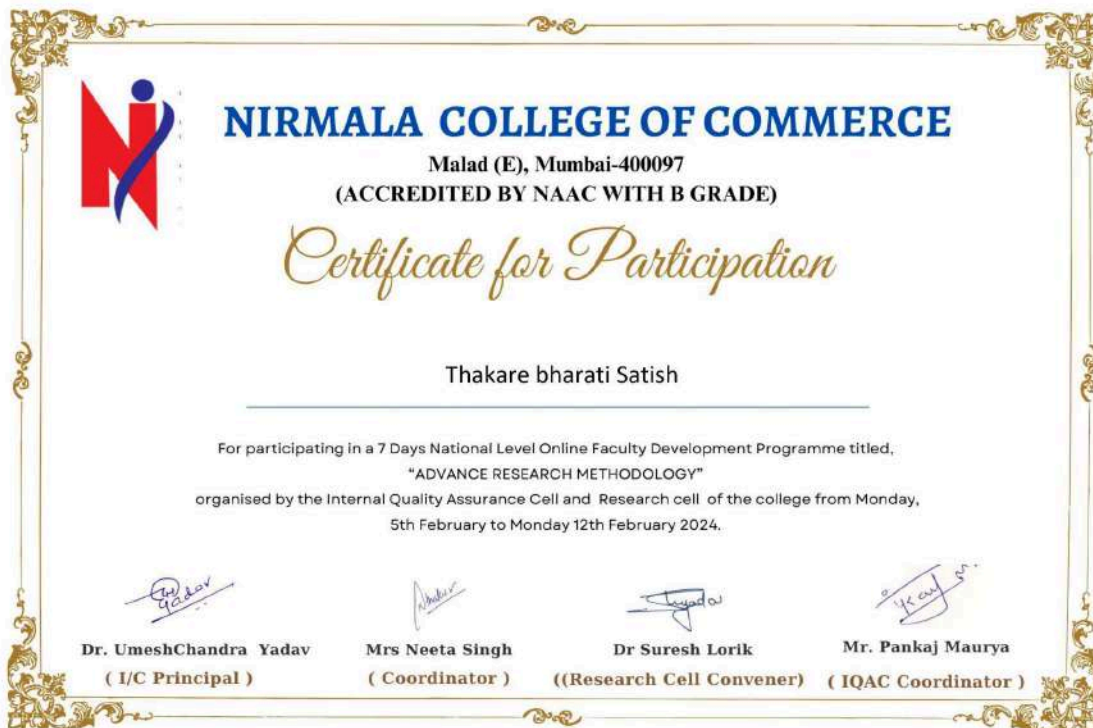 NIRMALA COLLEGE OF COMMERCE
Malad (E), Mumbai-400097
(ACCREDITED BY NAAC WITH B GRADE)
Certificate for Participation
Thakare bharati Satish
For participating in a 7 Days National Level Online Faculty Development Programme titled,
"ADVANCE RESEARCH METHODOLOGY"
organised by the Internal Quality Assurance Cell and Research cell of the college from Monday,
5th February to Monday 12th February 2024.
Dr. UmeshChandra Yadav
Mrs Neeta Singh
Dr Suresh Lorik
Mr. Pankaj Maurya
( I/C Principal )
( Coordinator )
((Research Cell Convener)
( IQAC Coordinator )